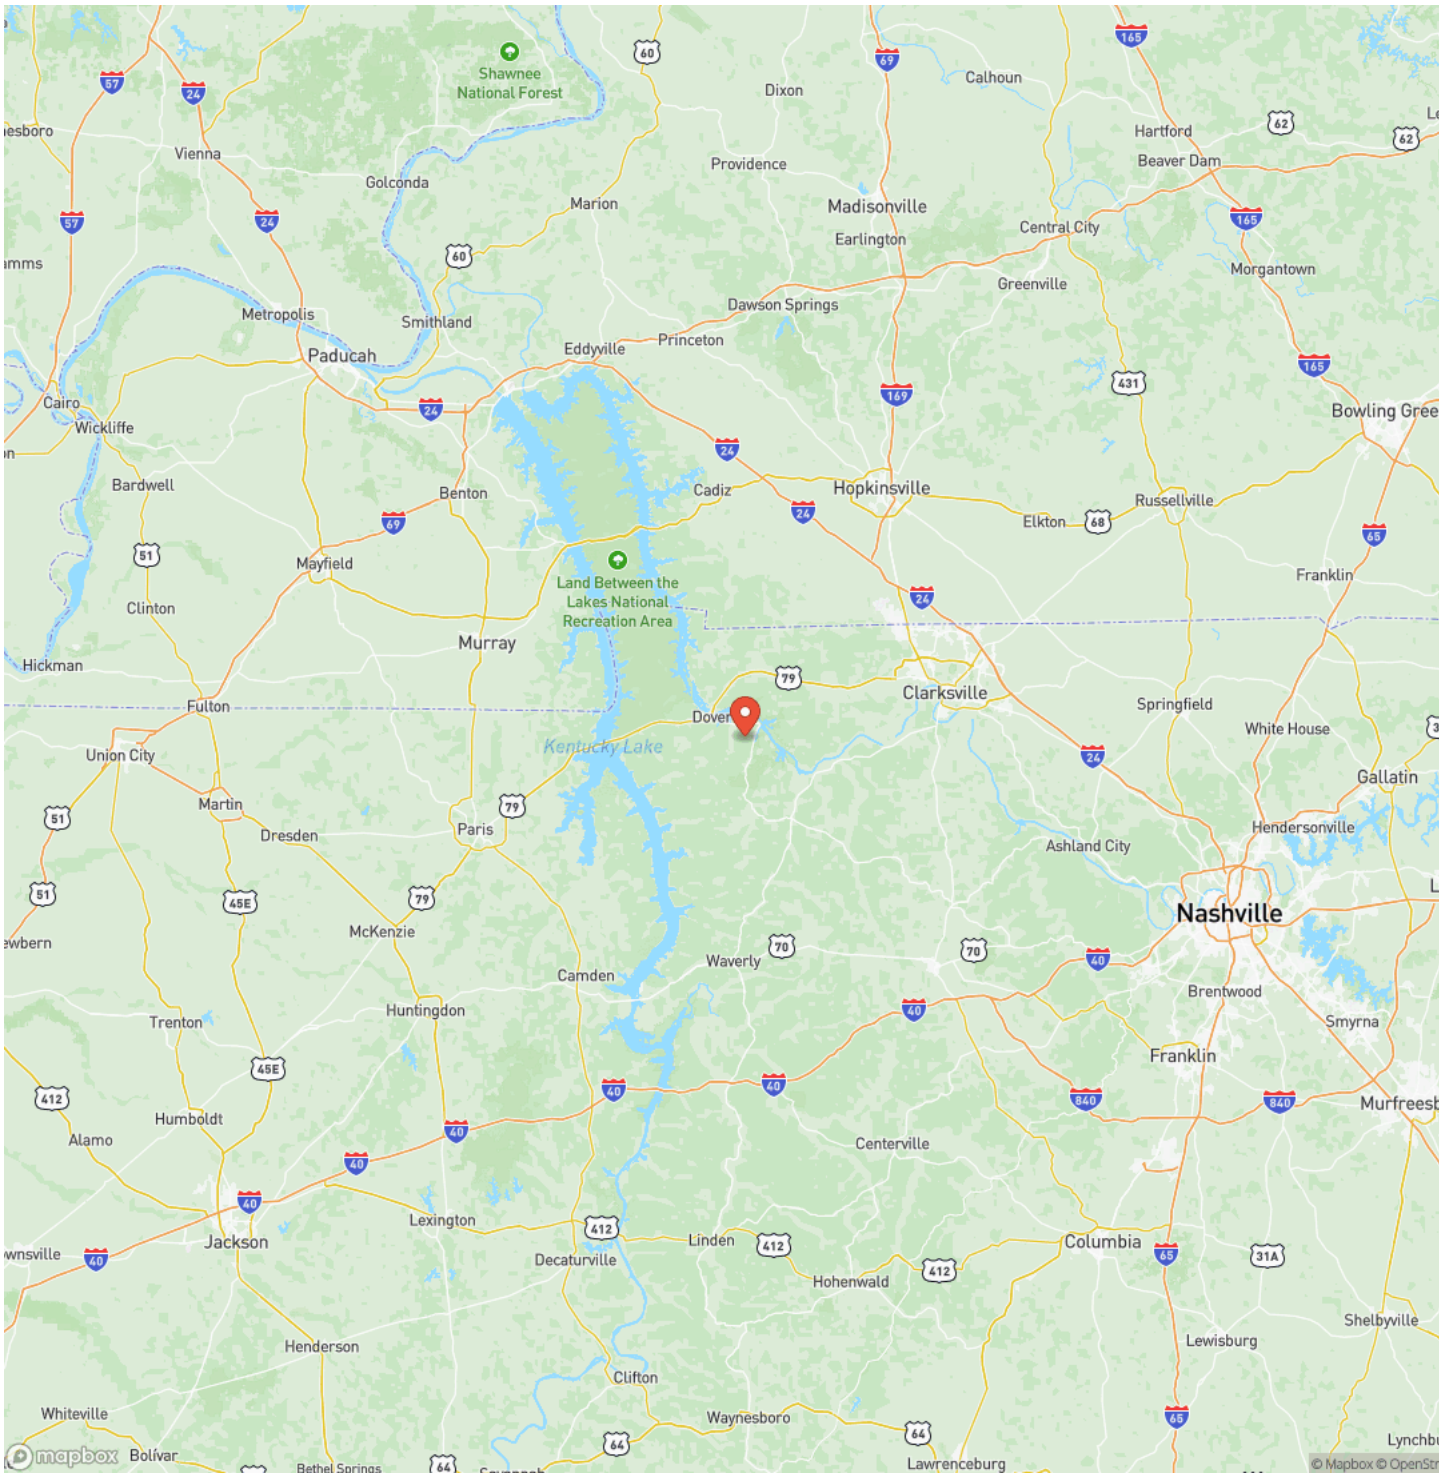 165
60
57
69
Calhoun
24
Shawnee
National Forest
Dixon
62
62
Hartford
esboro
Beaver Dam
Vienna
Providence
Golconda
Marion
Madisonville
57
24
165
Central City
Earlington
60
amms
Morgantown
Greenville
Dawson Springs
Metropolis
Smithland
Princeton
Eddyville
Paducah
165
431
169
Cairo
24
Bowling Gree
Wickliffe
24
Bardwell
Benton
Cadiz
Hopkinsville
Russellville
24
69
Elkton
68
65
51
Mayfield
Franklin
Land Between the
Lakes National
Recreation Area
24
Clinton
Murray
Hickman
79
Clarksville
Fulton
Springfield
Dover
White House
Kentucky Lake
Union City
24
Gallatin
Martin
79
51
Hendersonville
Dresden
Paris
Ashland City
51
45E
79
Nashville
McKenzie
ewbern
70
70
40
Waverly
Camden
Brentwood
Huntingdon
40
Trenton
Smyrna
Franklin
45E
40
40
412
840
840
Murfreesb
Humboldt
40
Alamo
Centerville
40
40
Lexington
412
Linden
412
Jackson
Columbia
ownsville
40
65
31A
Decaturville
412
Hohenwald
Shelbyville
Henderson
Lewisburg
Clifton
Whiteville
Waynesboro
65
64
64
mapbox
Bolívar
Bethel Springs
64
Lynchbu
Lawrenceburg
© Mapbox © OpenStr